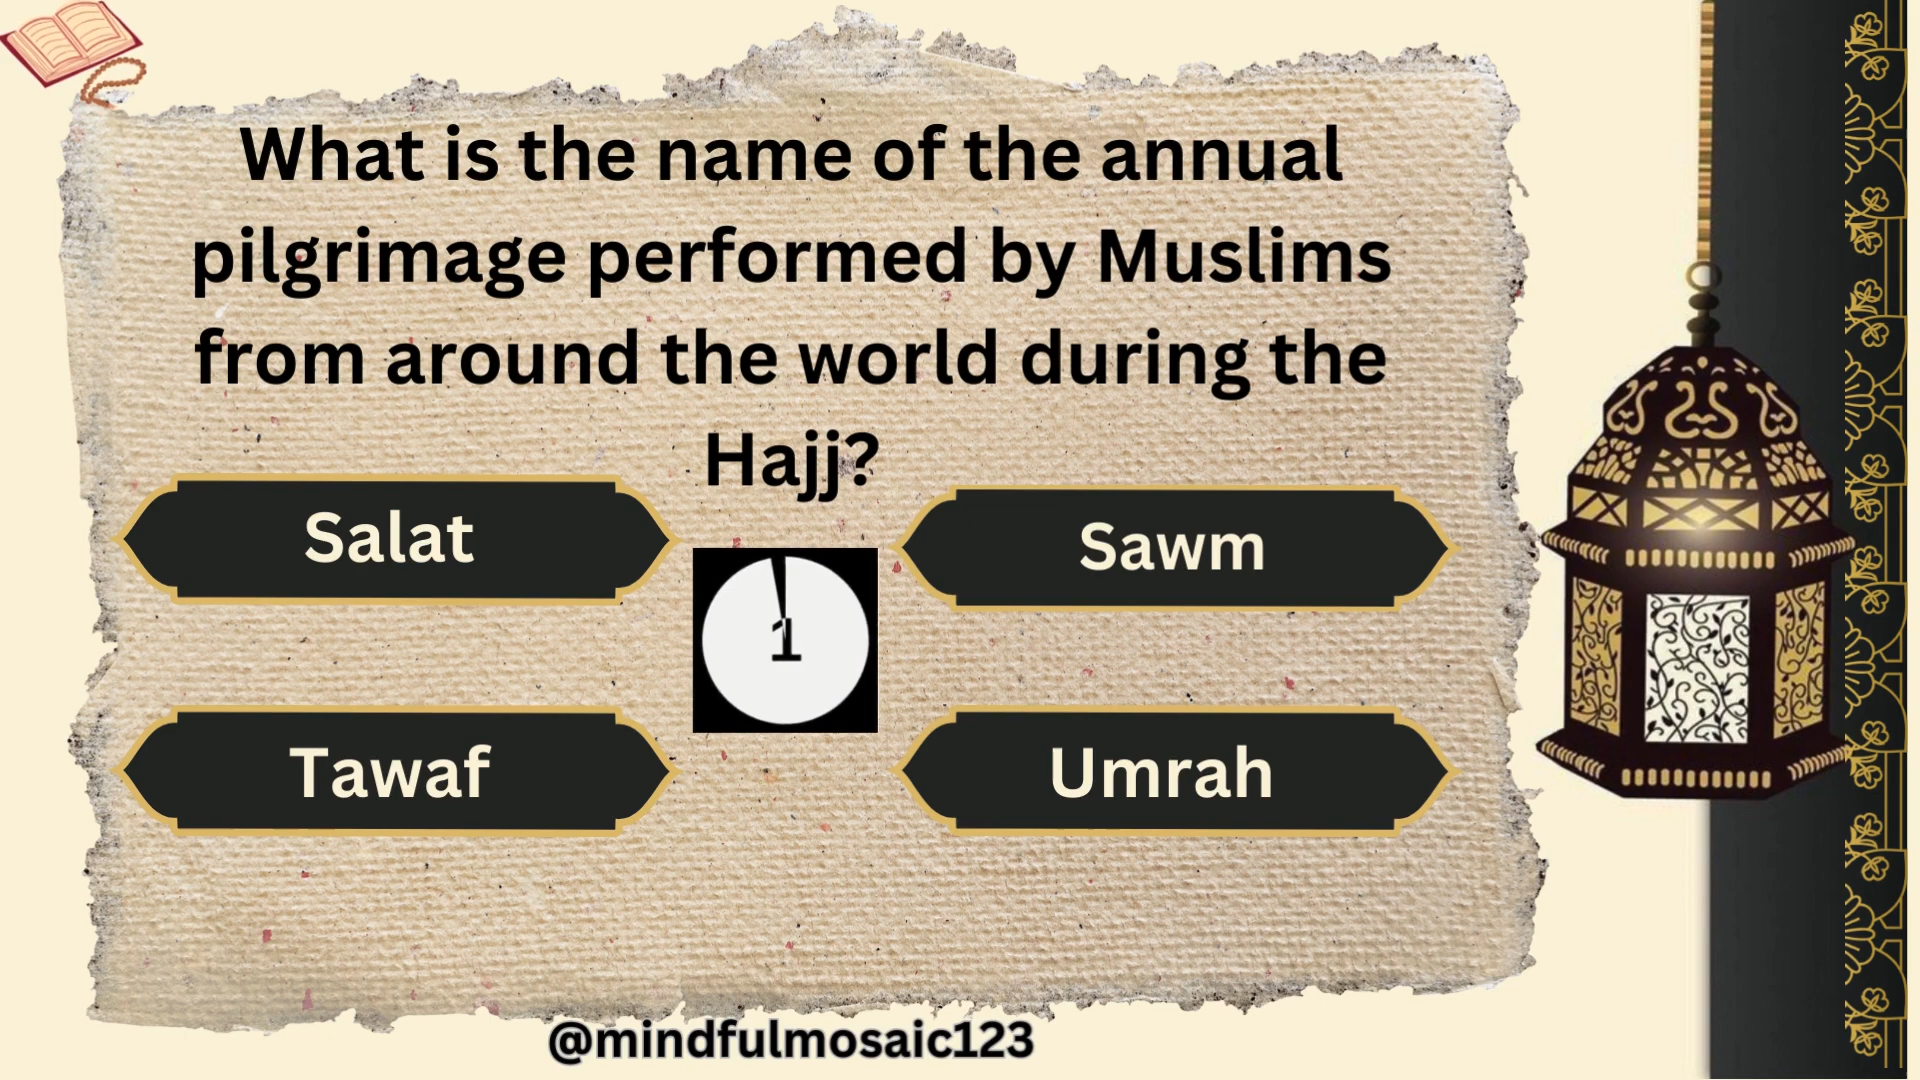 What is the name of the annual
pilgrimage performed by Muslims
from around the world during the
Hajj?
Salat
Sawm
1
Tawaf
Umrah
@mindfulmosaic123